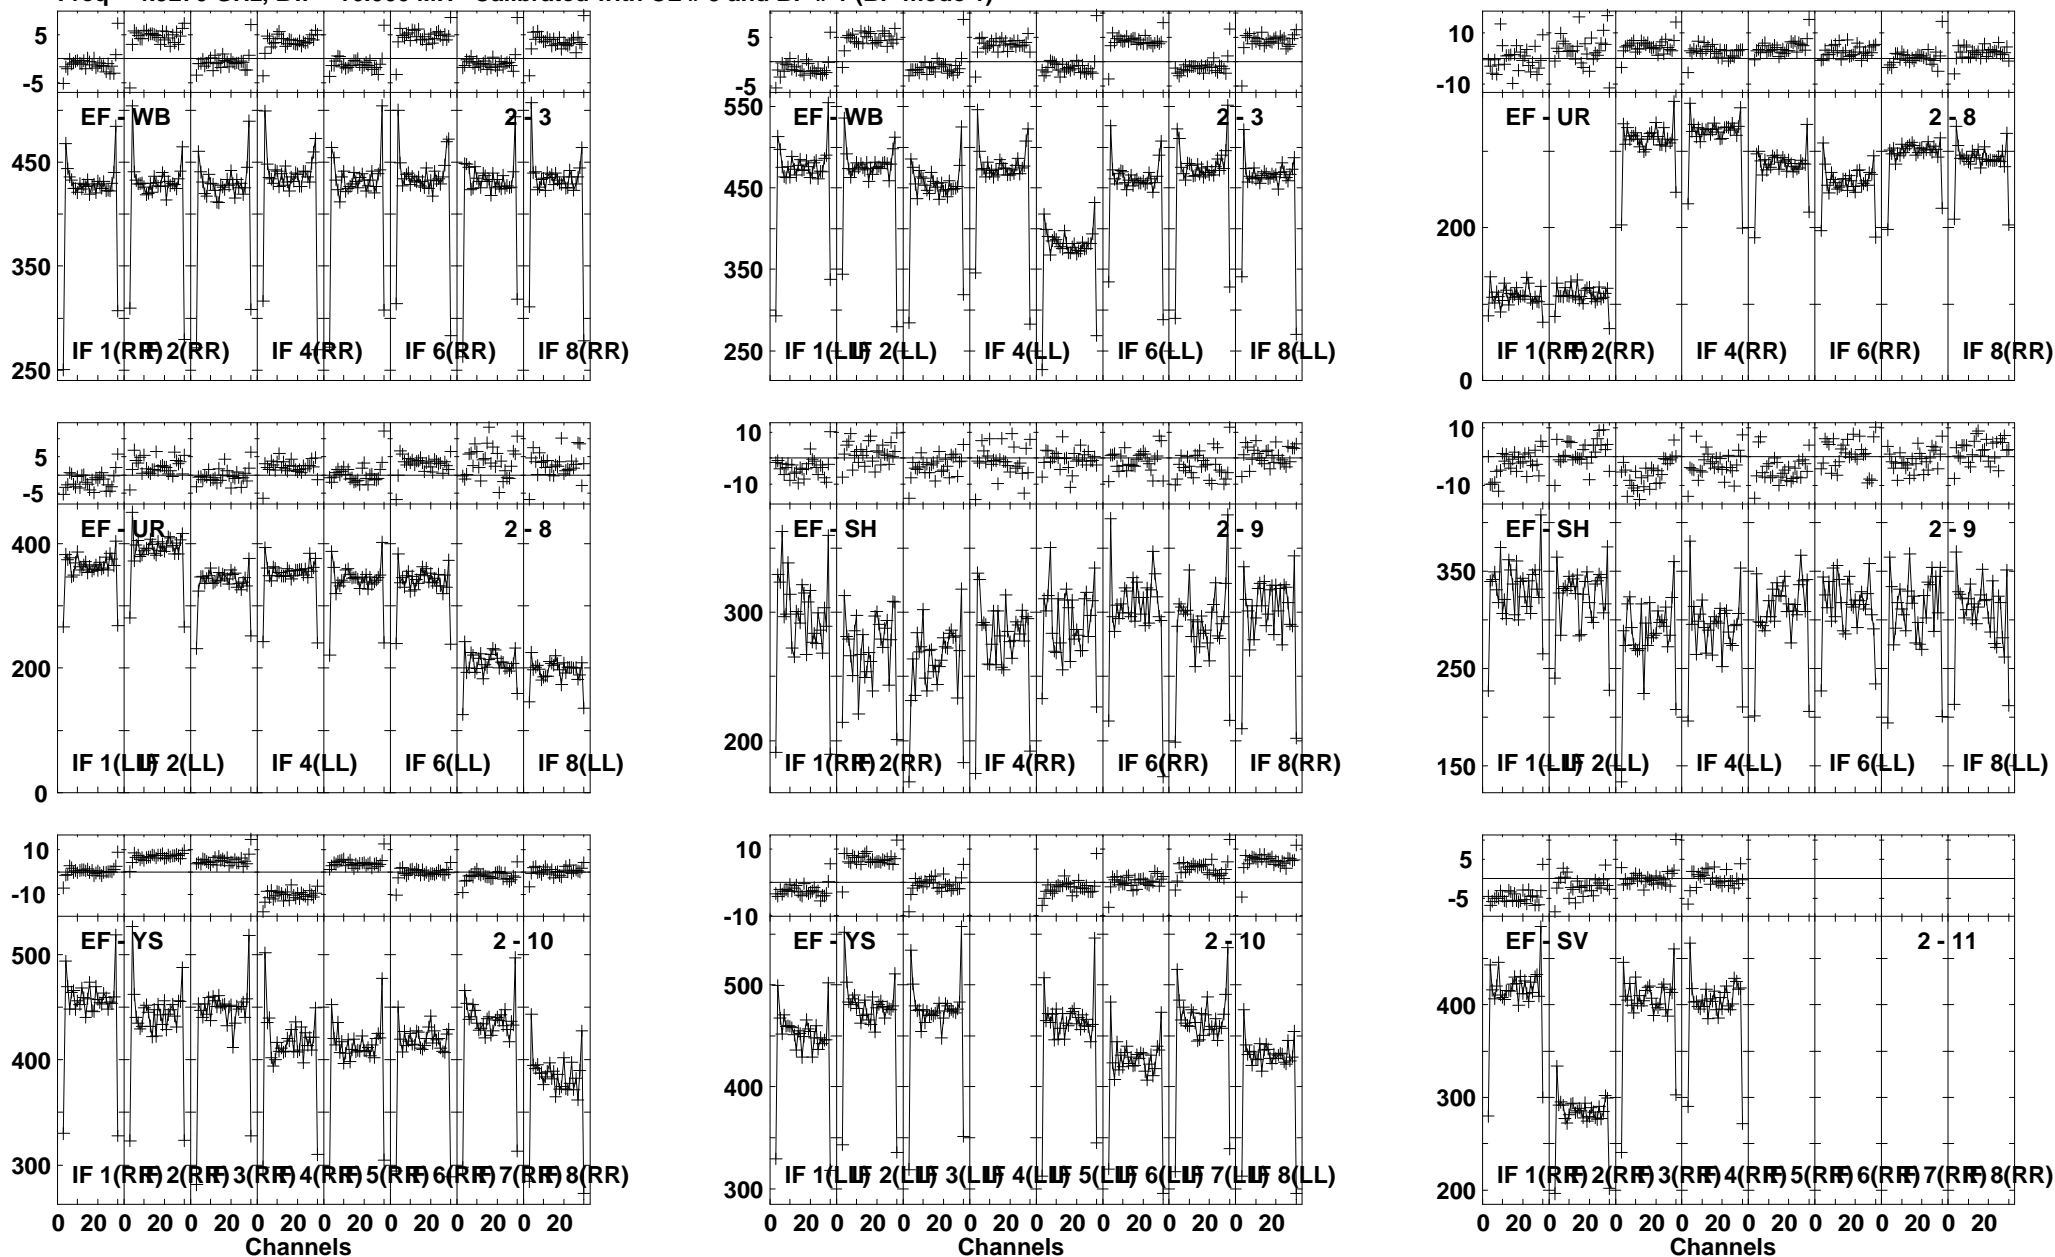 5
-5
EF - WB 2 - 3
450
350
250
IF 1(RR) IF 2(RR) IF 4(RR) IF 6(RR) IF 8(RR)
5
-5
550
EF - WB 2 - 3
450
350
250
IF 1(LL) IF 2(LL) IF 4(LL) IF 6(LL) IF 8(LL)
10
-10
EF - UR 2 - 8
200
0
IF 1(RR) IF 2(RR) IF 4(RR) IF 6(RR) IF 8(RR)
5
-5
EF - UR 2 - 8
400
200
0
IF 1(LL) IF 2(LL) IF 4(LL) IF 6(LL) IF 8(LL)
10
-10
EF - SH 2 - 9
300
200
IF 1(RR) IF 2(RR) IF 4(RR) IF 6(RR) IF 8(RR)
10
-10
EF - SH 2 - 9
350
250
150
IF 1(LL) IF 2(LL) IF 4(LL) IF 6(LL) IF 8(LL)
10
-10
EF - YS 2 - 10
500
400
300
IF 1(RR) IF 2(RR) IF 3(RR) IF 4(RR) IF 5(RR) IF 6(RR) IF 7(RR) IF 8(RR)
0 20 0 20 0 20 0 20 0 20 0 20 0 20 0 20
Channels
10
-10
EF - YS 2 - 10
500
400
300
IF 1(LL) IF 2(LL) IF 3(LL) IF 4(LL) IF 5(LL) IF 6(LL) IF 7(LL) IF 8(LL)
0 20 0 20 0 20 0 20 0 20 0 20 0 20 0 20
Channels
5
-5
EF - SV 2 - 11
400
300
200
IF 1(RR) IF 2(RR) IF 3(RR) IF 4(RR) IF 5(RR) IF 6(RR) IF 7(RR) IF 8(RR)
0 20 0 20 0 20 0 20 0 20 0 20 0 20 0 20
Channels